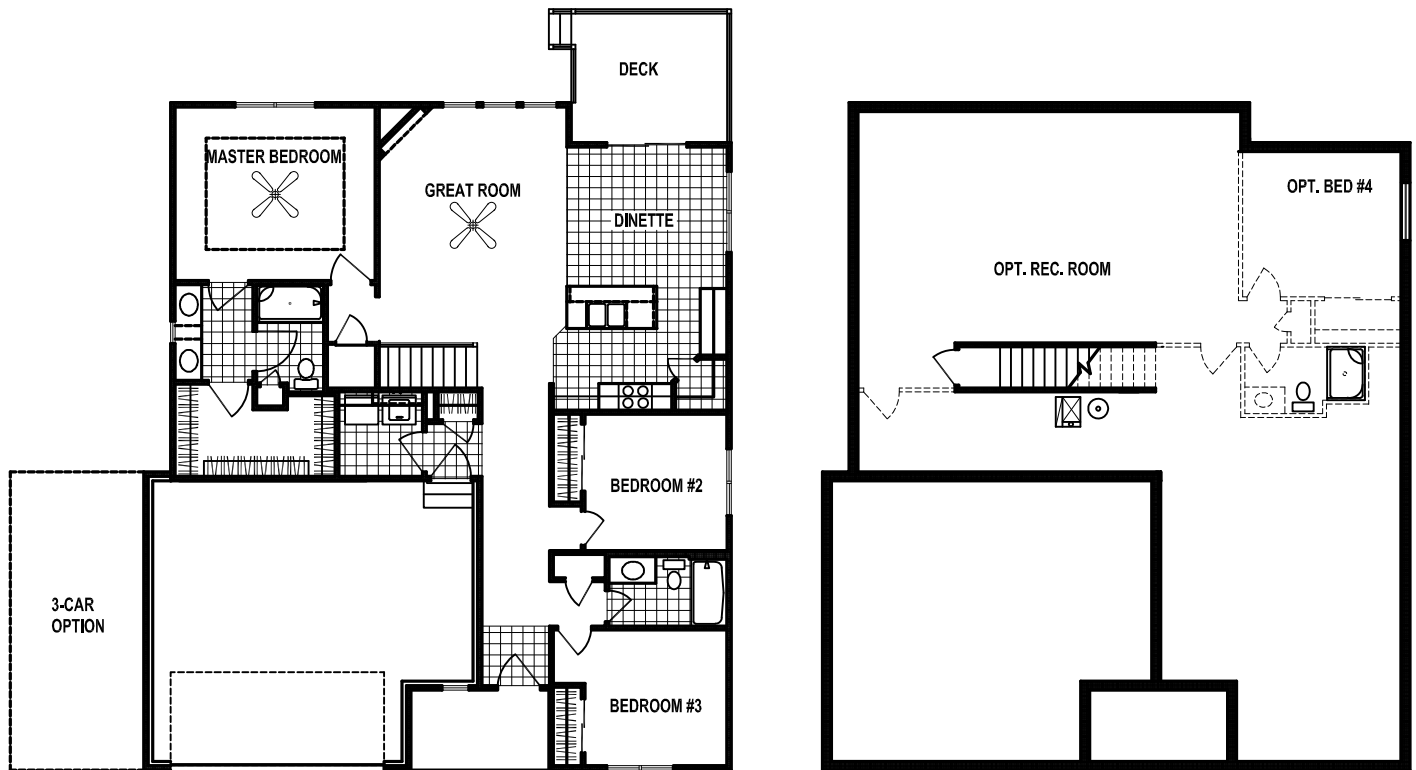 DECK
MASTER BEDROOM
GREAT ROOM
DINETTE
BEDROOM #2
3-CAR
OPTION
BEDROOM #3
OPT. BED #4
OPT. REC. ROOM